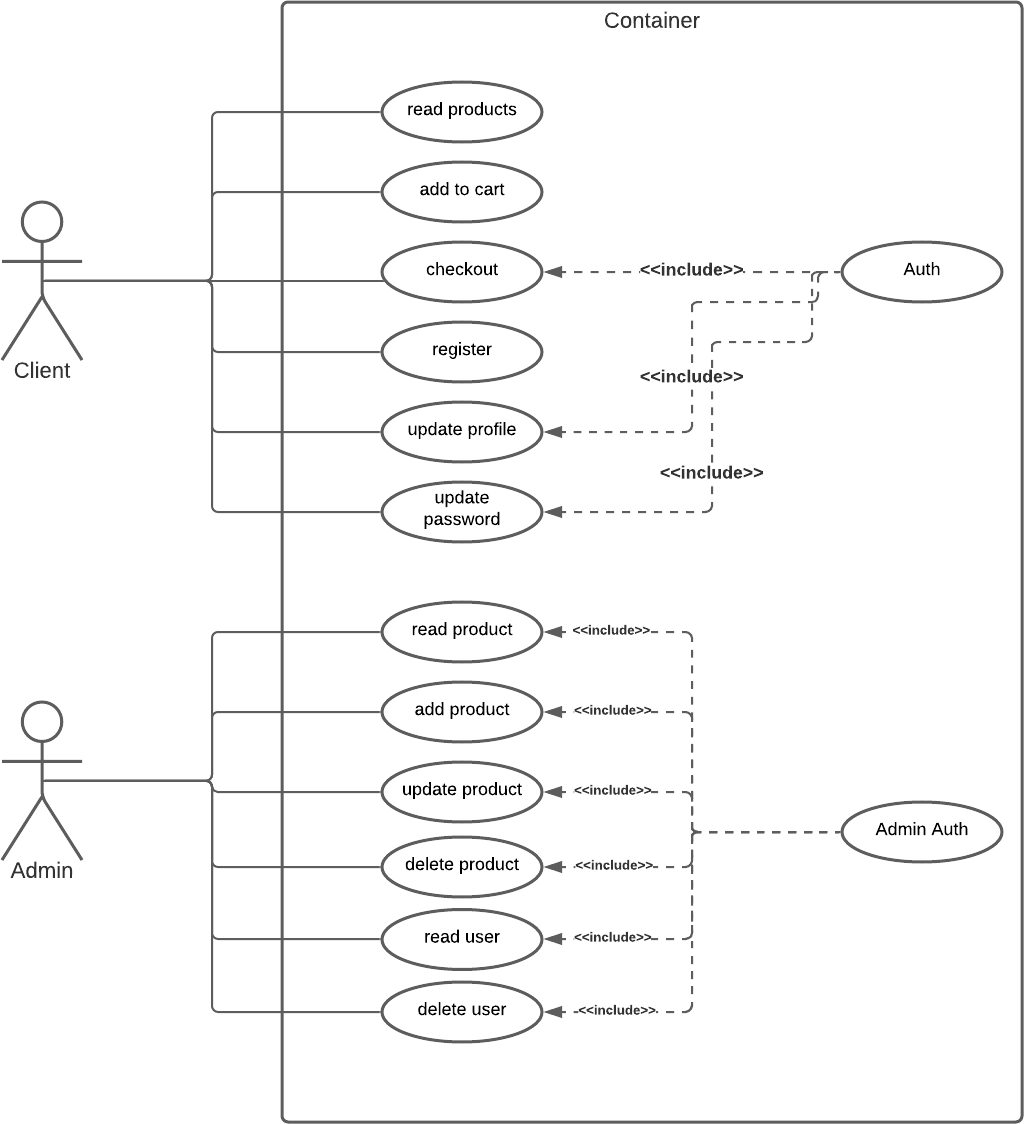 Container
read products
add to cart
checkout
<<include>>
Auth
register
Client
<<include>>
update profile
<<include>>
update
password
read product
<<include>>
add product
<<include>>
update product
<<include>>
Admin Auth
delete product
<<include>>
Admin
read user
<<include>>
delete user
<<include>>